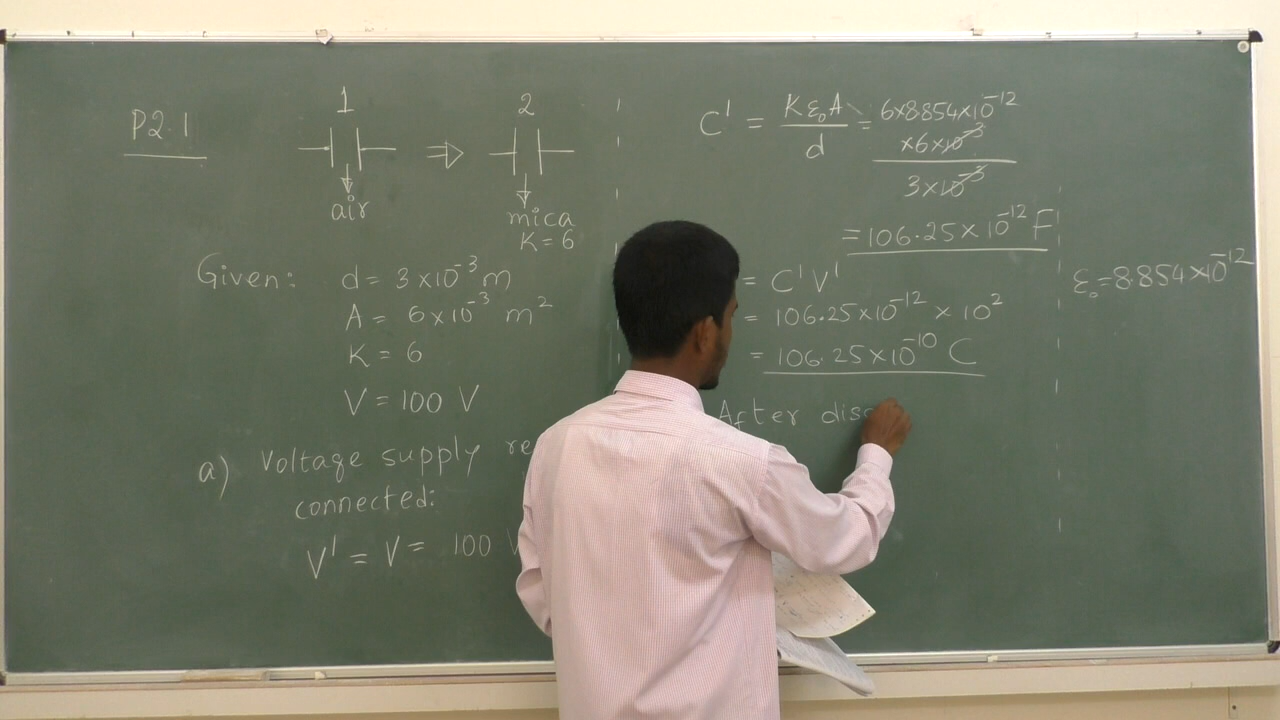 P2.1
1
2
air
mica
K = 6
Given: d = 3 × 10⁻³ m
A = 6 × 10⁻³ m²
K = 6
V = 100 V
a) Voltage supply
connected:
V' = V = 100
C' = Kε₀A / d = 6×8.854×10⁻¹²
×6×10⁻³
3×10⁻³
= 106.25 × 10⁻¹² F
= C'V'
= 106.25×10⁻¹² × 10²
= 106.25×10⁻¹⁰ C
After
ε₀=8.854×10⁻¹²